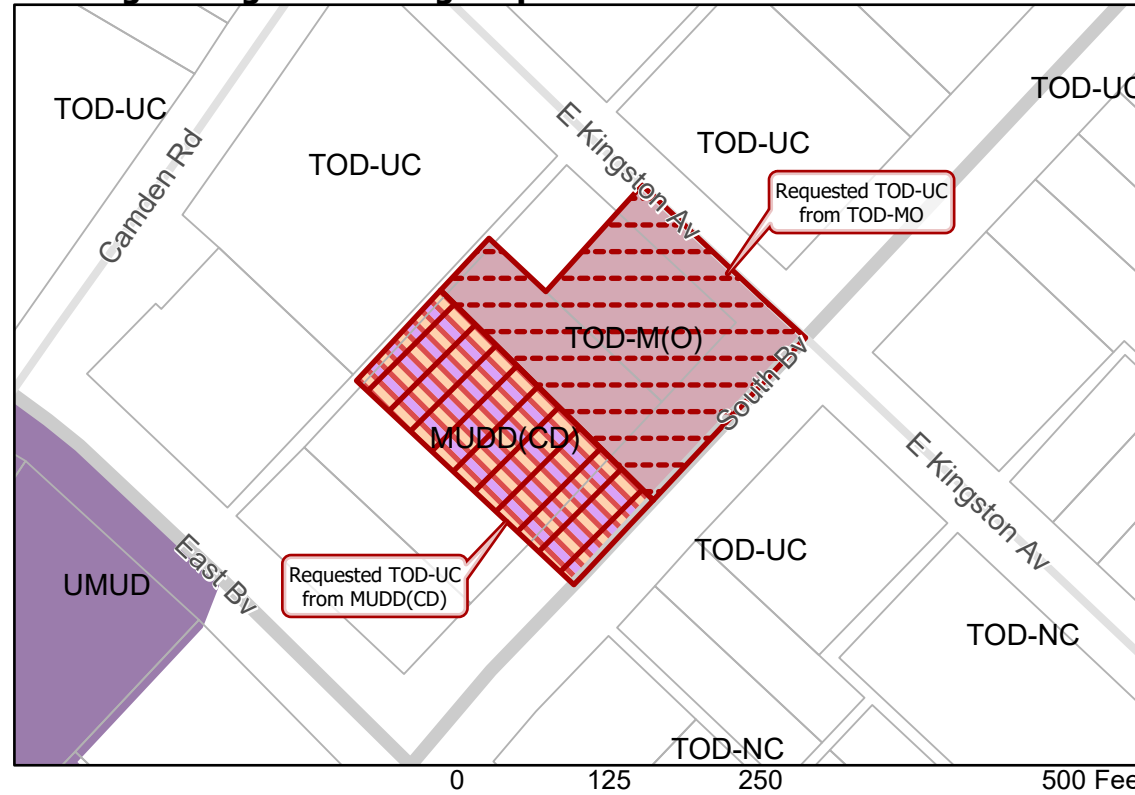 TOD-UC
TOD-UC
TOD-UC
TOD-UC
Camden Rd
E Kingston Av
Requested TOD-UC
from TOD-MO
TOD-M(O)
South Bv
MUDD(CD)
E Kingston Av
East Bv
TOD-UC
UMUD
Requested TOD-UC
from MUDD(CD)
TOD-NC
TOD-NC
0 125 250 500 Fee